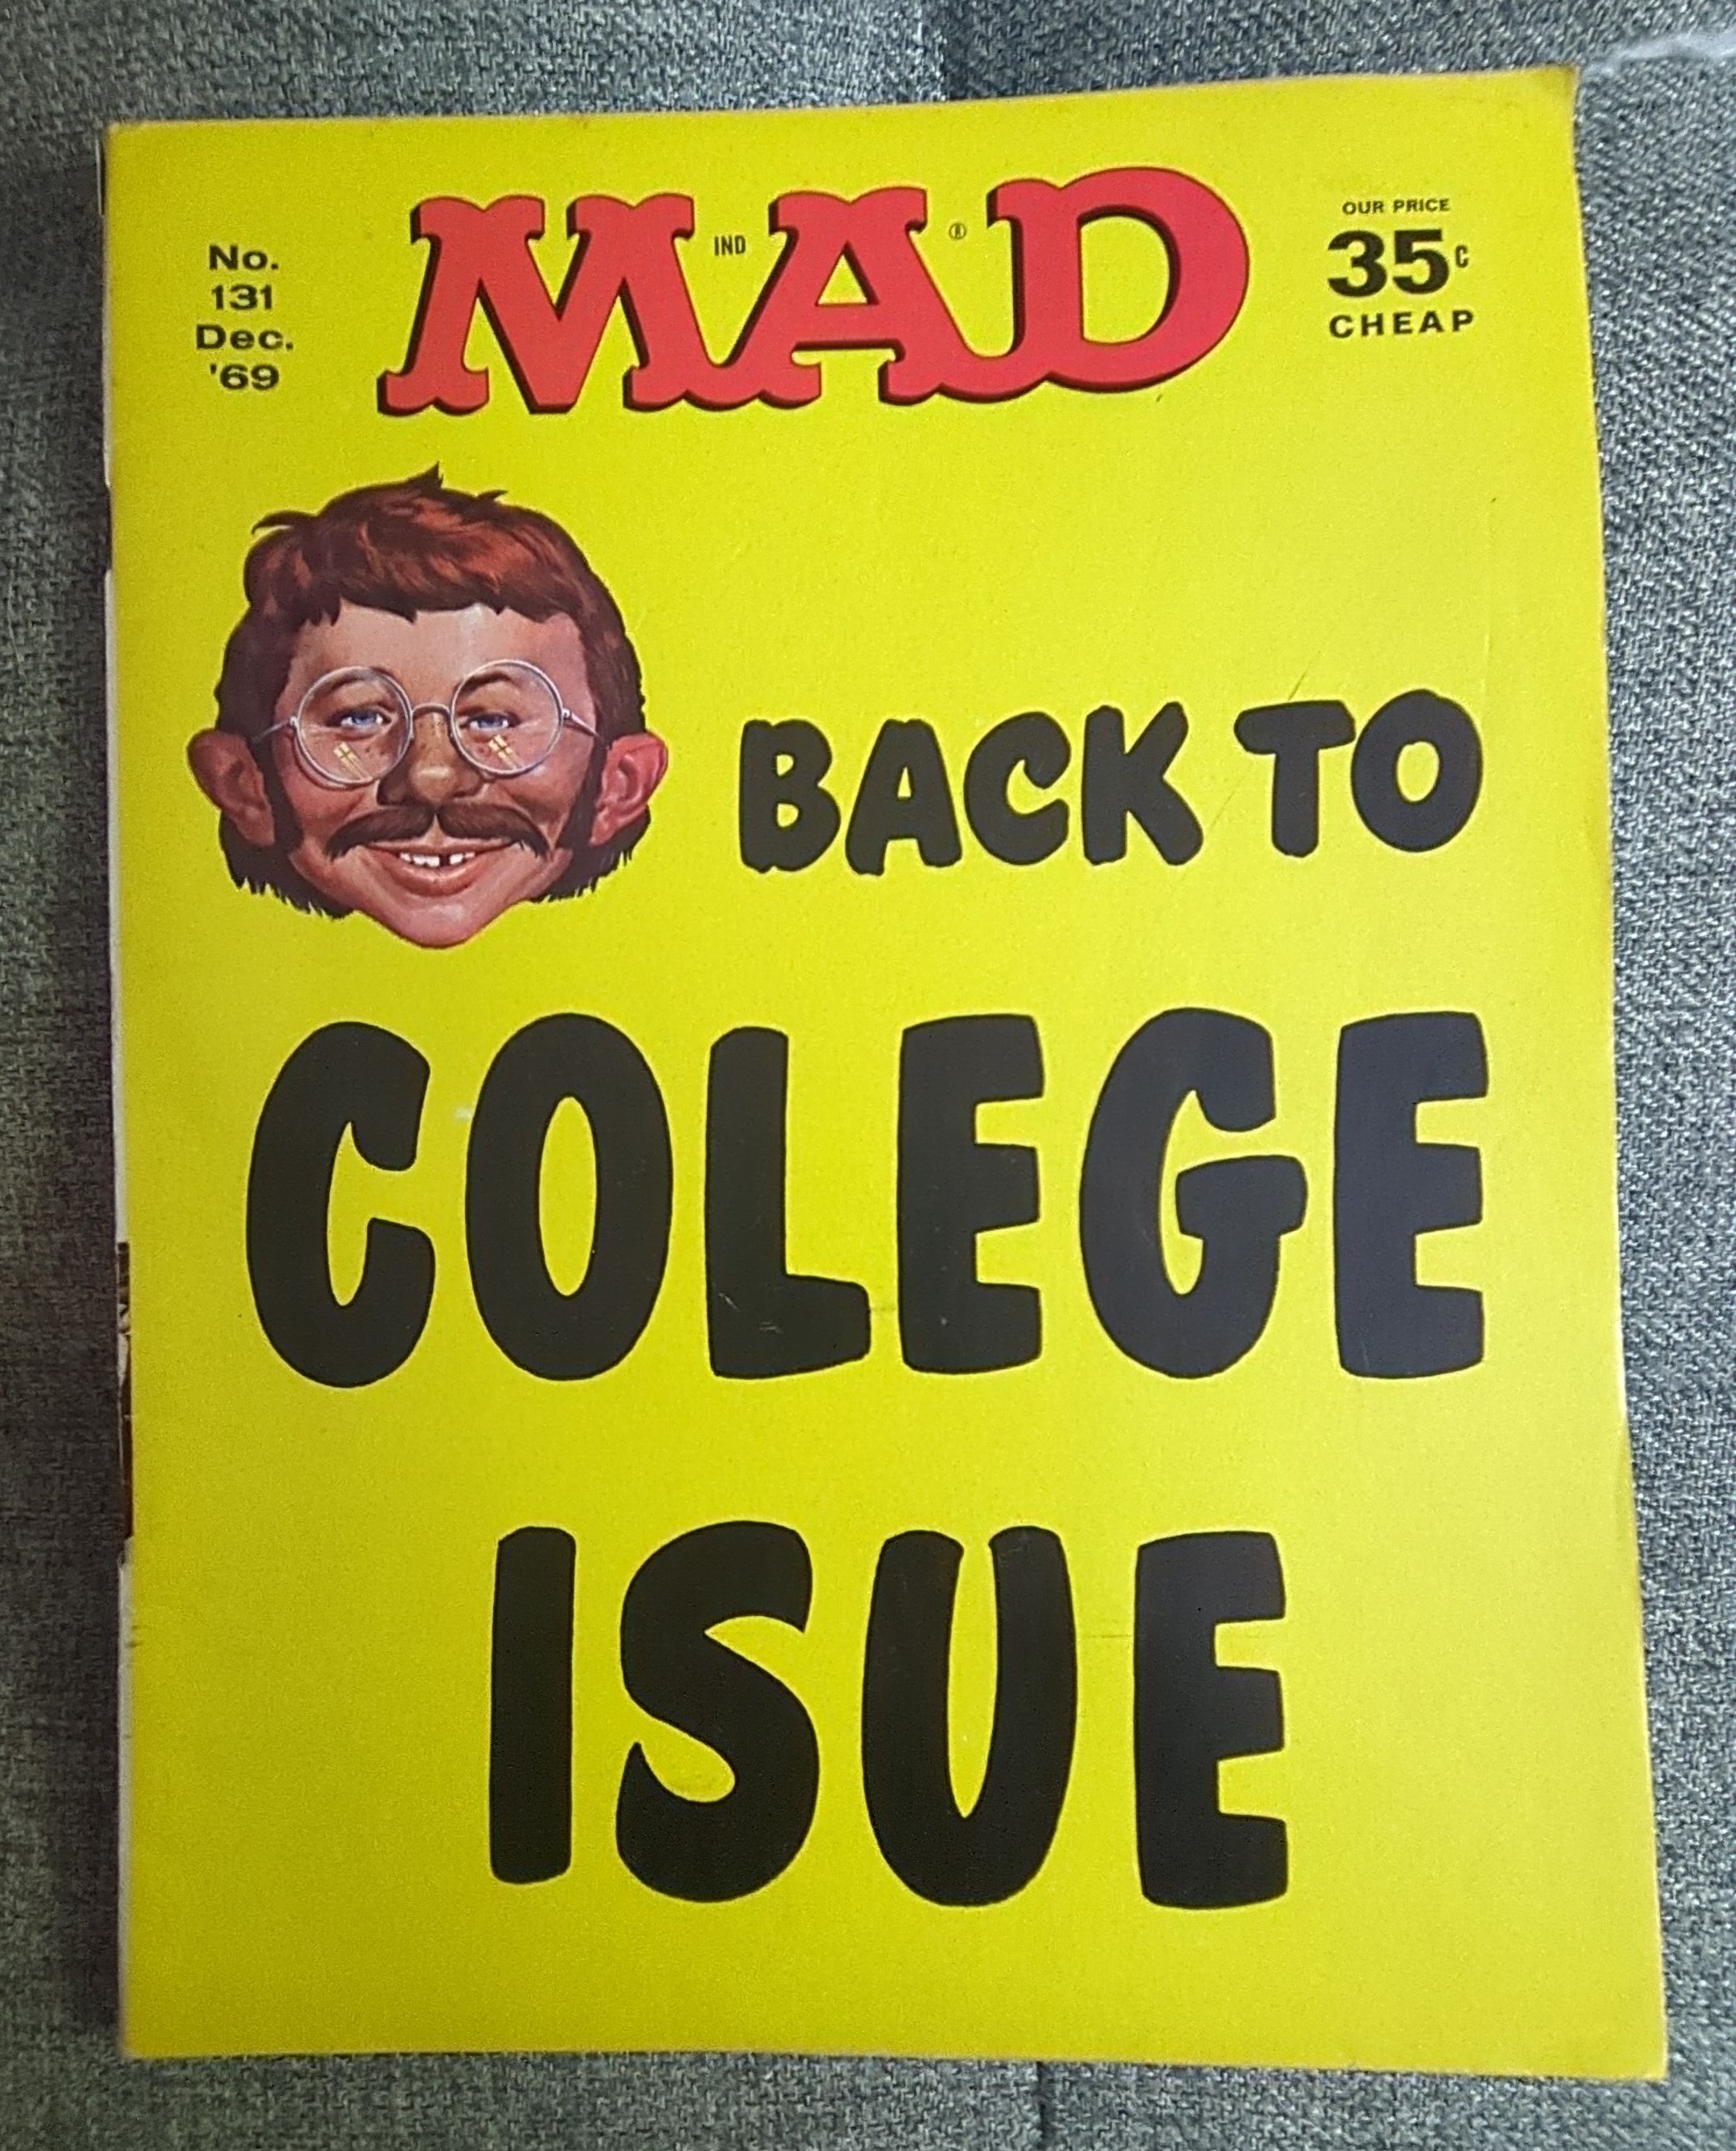 No.
131
Dec.
'69
MAD
IND
®
OUR PRICE
35¢
CHEAP
BACK TO
COLEGE
ISUE